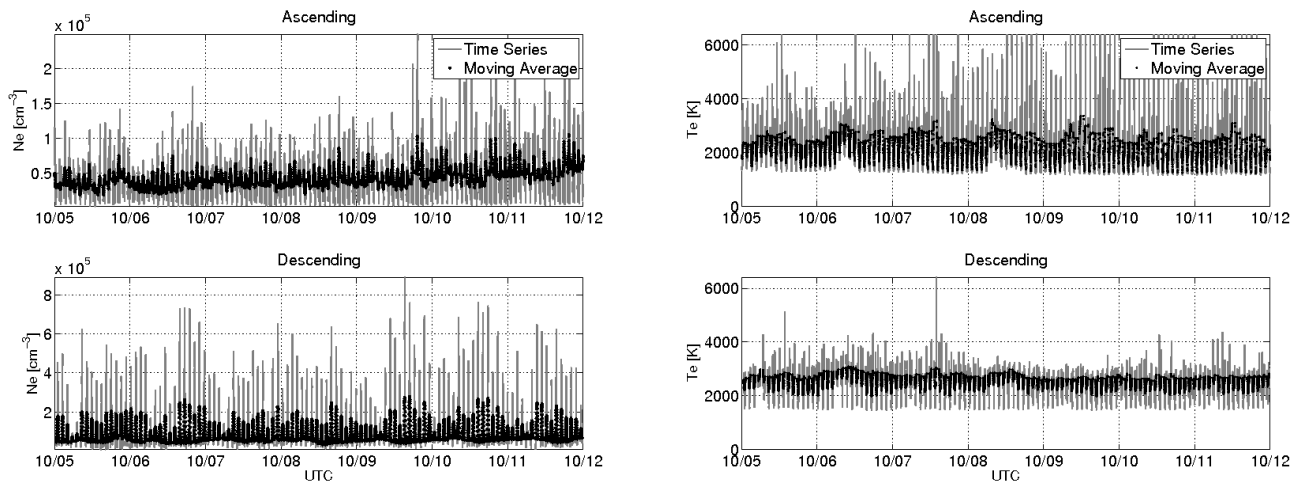 Ascending
x 10^5
2
1.5
1
0.5
Ne [cm^-3]
Time Series
Moving Average
10/05 10/06 10/07 10/08 10/09 10/10 10/11 10/12
Descending
x 10^5
8
6
4
2
Ne [cm^-3]
10/05 10/06 10/07 10/08 10/09 10/10 10/11 10/12
UTC
Ascending
6000
4000
2000
0
Te [K]
Time Series
Moving Average
10/05 10/06 10/07 10/08 10/09 10/10 10/11 10/12
Descending
6000
4000
2000
0
Te [K]
10/05 10/06 10/07 10/08 10/09 10/10 10/11 10/12
UTC